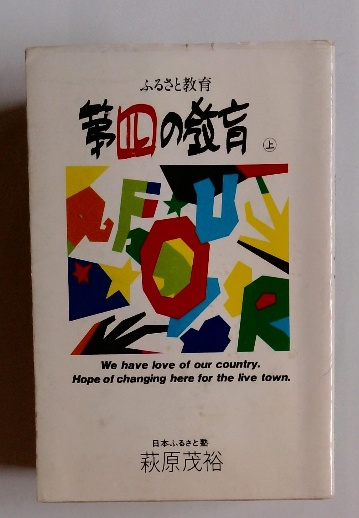 ふるさと教育
第四の教育 ㊤
FOUR
We have love of our country.
Hope of changing here for the live town.
日本ふるさと塾
萩原茂裕